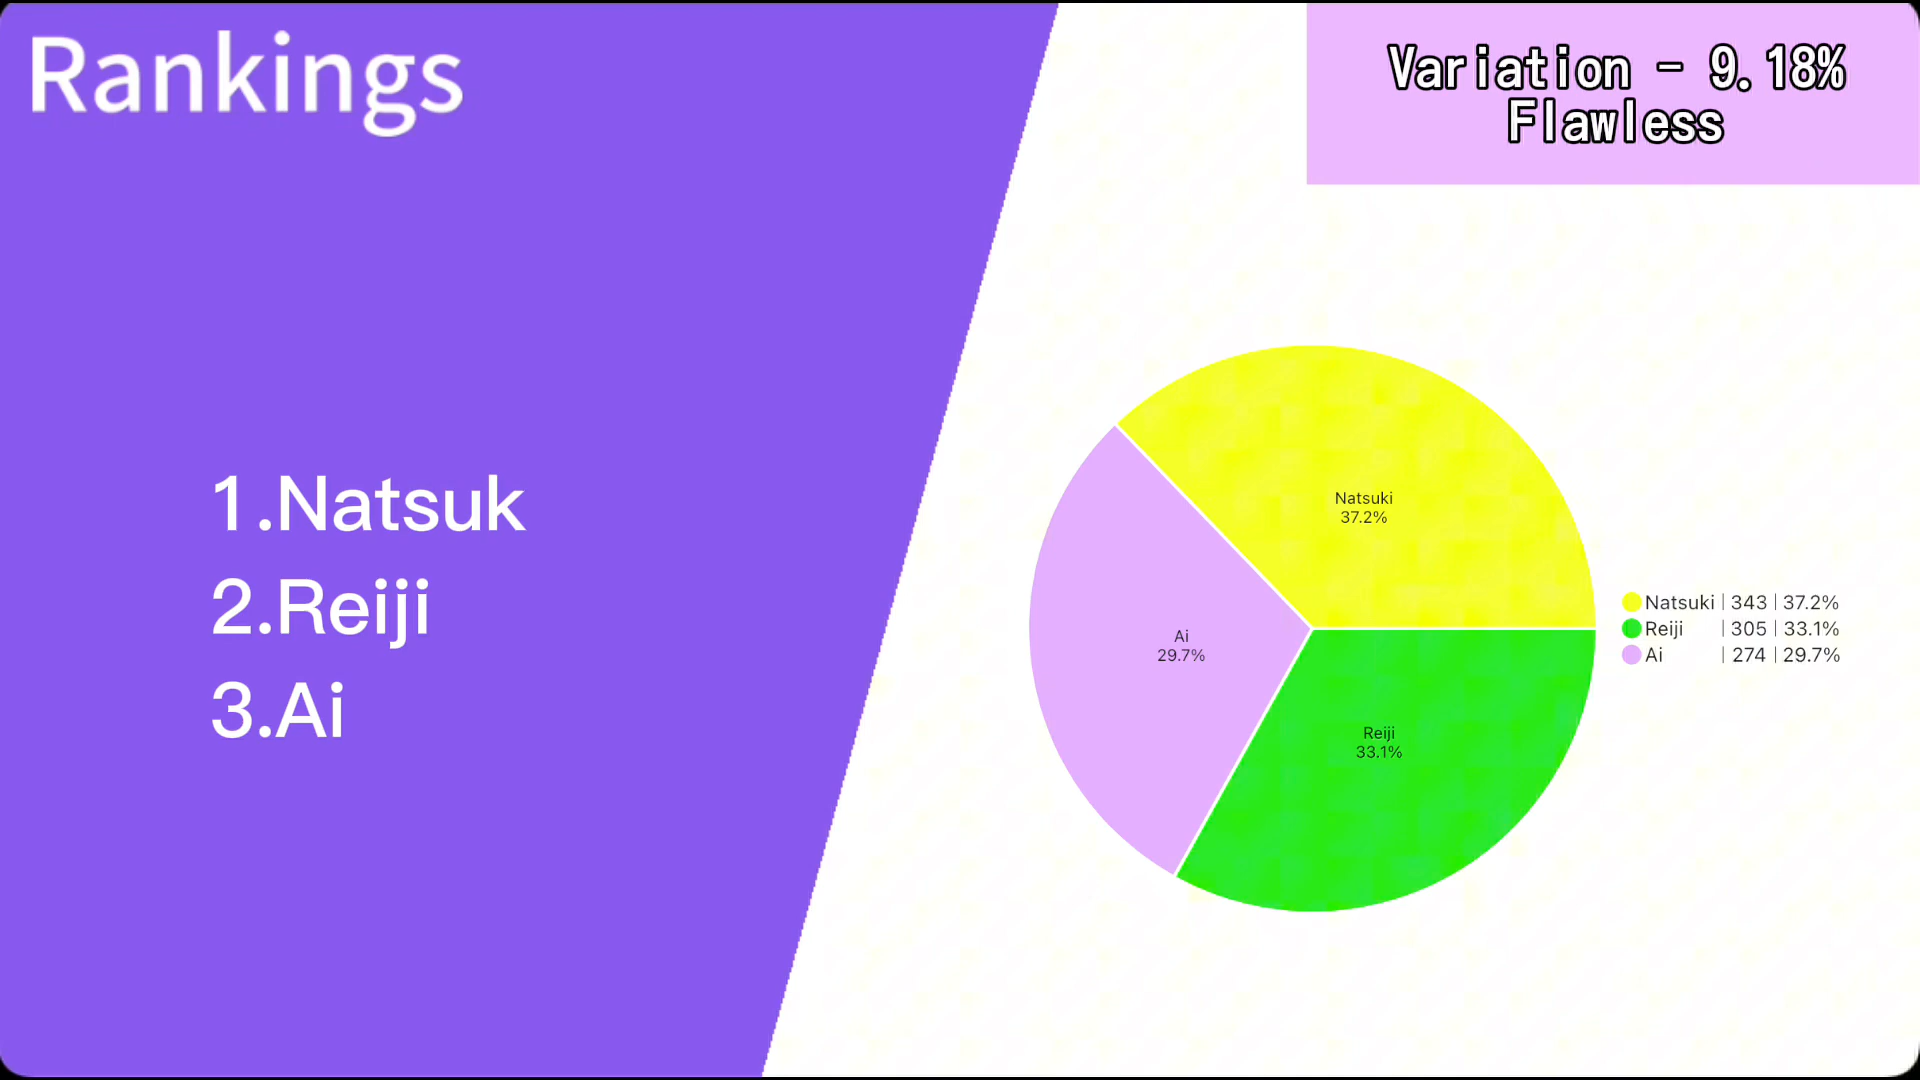 Rankings
Variation - 9.18%
Flawless
1.Natsuk
2.Reiji
3.Ai
Natsuki
37.2%
Ai
29.7%
Reiji
33.1%
Natsuki | 343 | 37.2%
Reiji | 305 | 33.1%
Ai | 274 | 29.7%